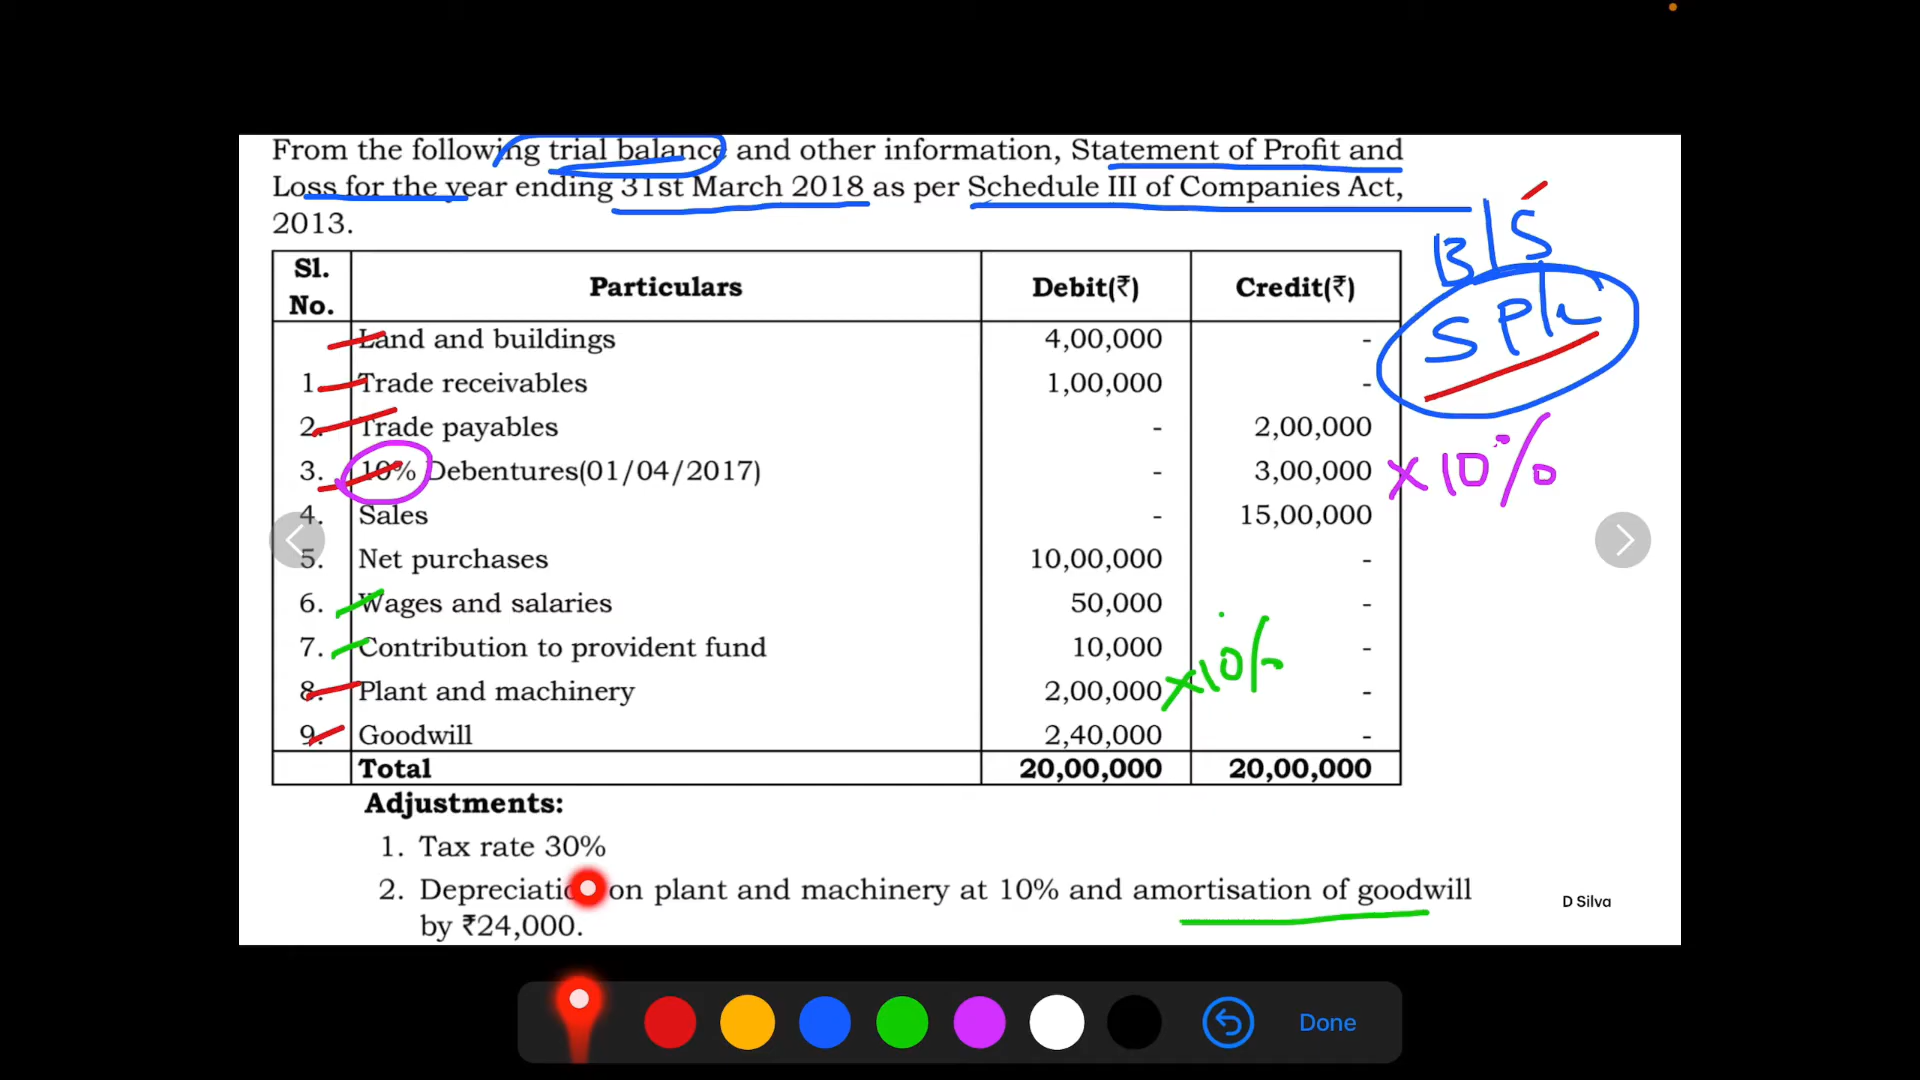 From the following trial balance and other information, Statement of Profit and
Loss for the year ending 31st March 2018 as per Schedule III of Companies Act,
2013.
B/S
SPL
Sl. No. Particulars Debit(₹) Credit(₹)
Land and buildings 4,00,000 -
1. Trade receivables 1,00,000 -
2. Trade payables - 2,00,000
3. 10% Debentures(01/04/2017) - 3,00,000 ×10%
4. Sales - 15,00,000
5. Net purchases 10,00,000 -
6. Wages and salaries 50,000 -
7. Contribution to provident fund 10,000 -
8. Plant and machinery 2,00,000 ×10% -
9. Goodwill 2,40,000 -
Total 20,00,000 20,00,000
Adjustments:
1. Tax rate 30%
2. Depreciatio on plant and machinery at 10% and amortisation of goodwill
by ₹24,000.
D Silva
Done